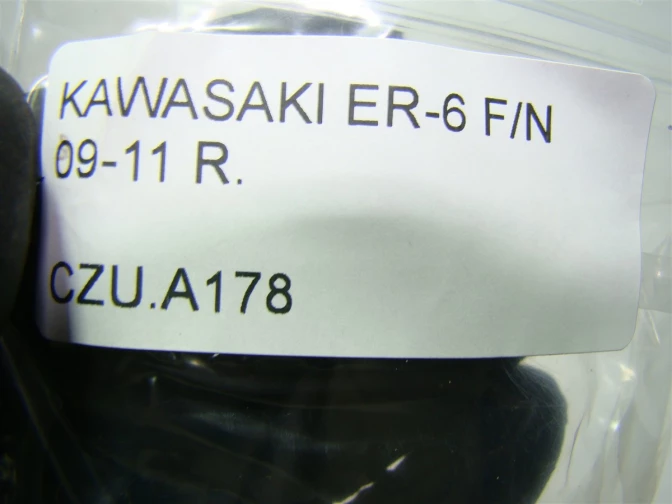 KAWASAKI ER-6 F/N
09-11 R.
CZU.A178